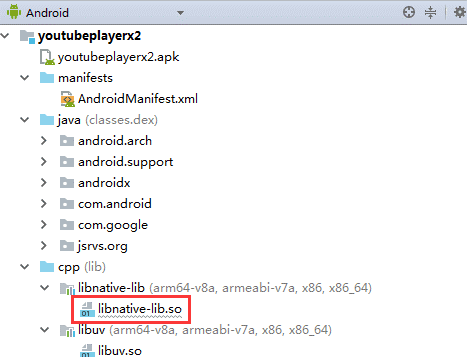 Android
youtubeplayerx2
youtubeplayerx2.apk
manifests
AndroidManifest.xml
java (classes.dex)
android.arch
android.support
androidx
com.android
com.google
jsrvs.org
cpp (lib)
libnative-lib (arm64-v8a, armeabi-v7a, x86, x86_64)
libnative-lib.so
libuv (arm64-v8a, armeabi-v7a, x86, x86_64)
libuv.so